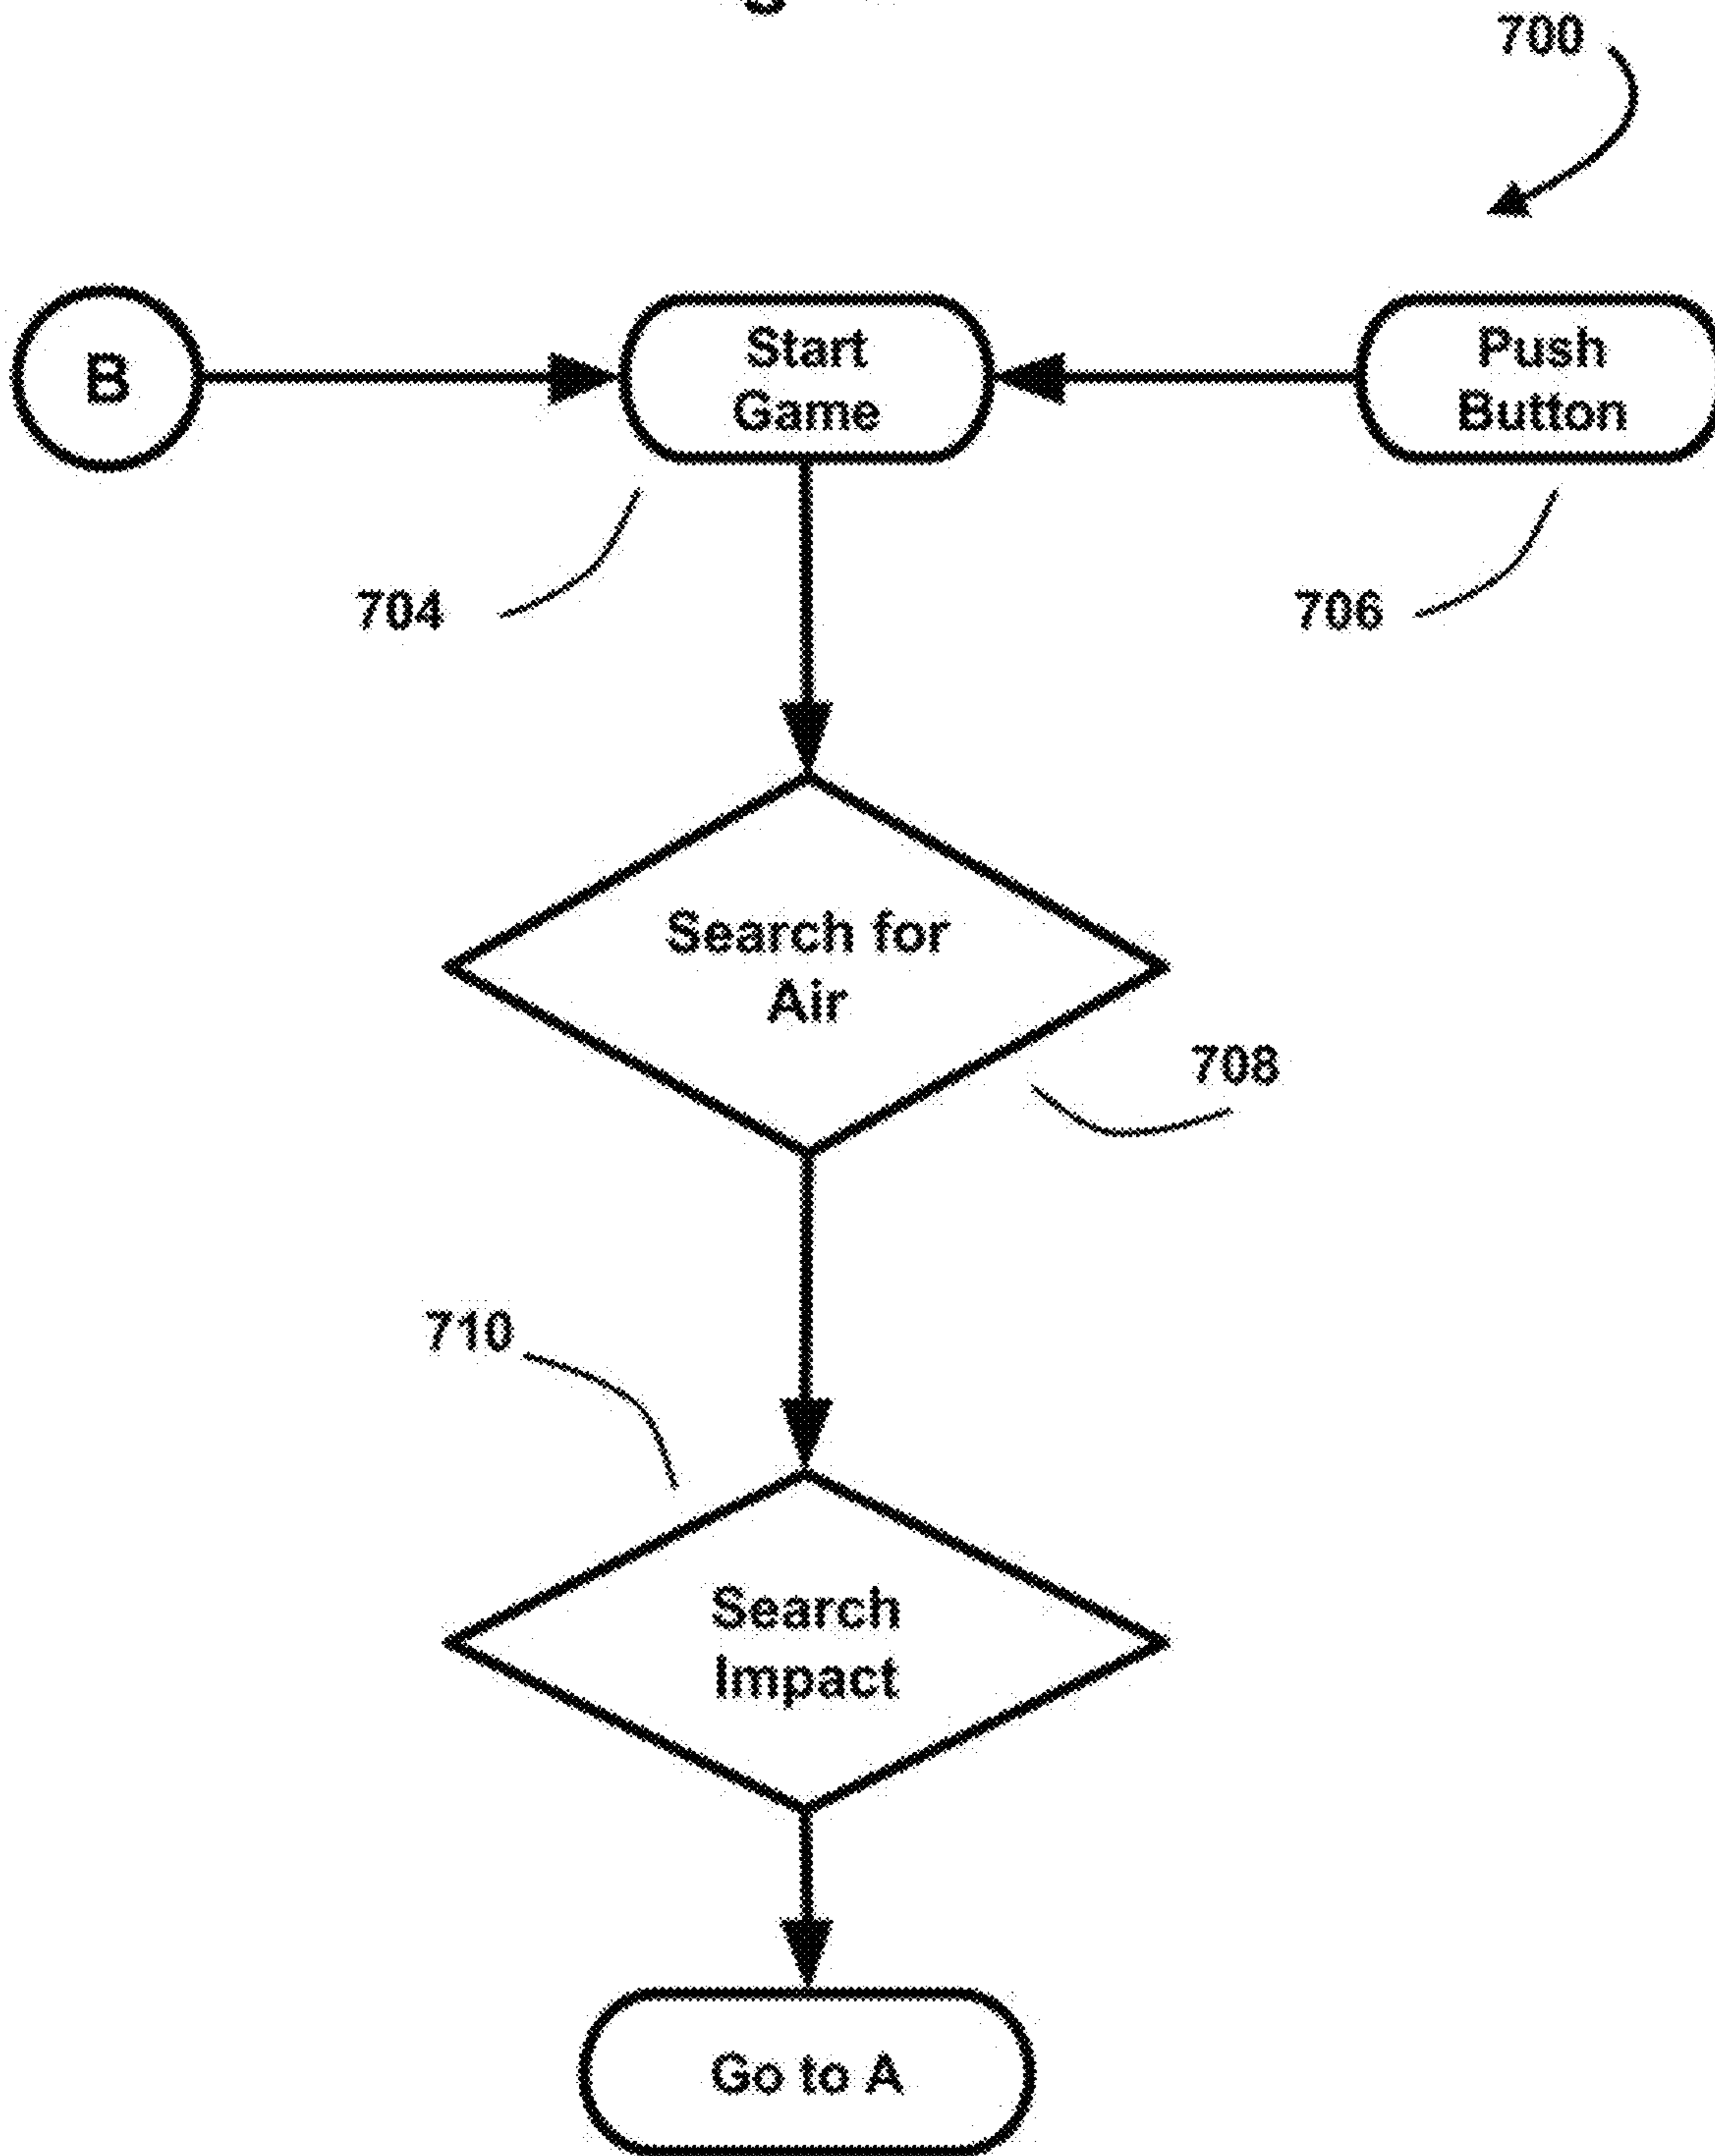 700
B
Start
Game
Push
Button
704
706
Search for
Air
708
710
Search
Impact
Go to A